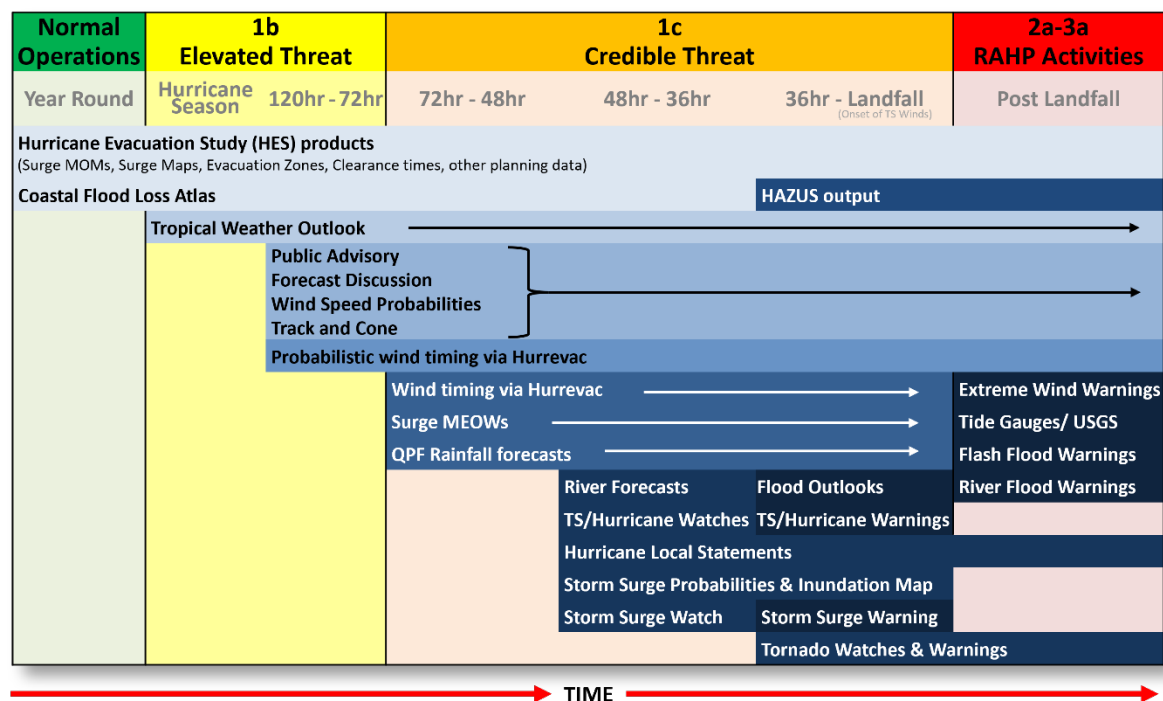 Normal
Operations
1b
Elevated Threat
1c
Credible Threat
2a-3a
RAHP Activities
Year Round
Hurricane
Season
120hr - 72hr
72hr - 48hr
48hr - 36hr
36hr - Landfall
(Onset of TS Winds)
Post Landfall
Hurricane Evacuation Study (HES) products
(Surge MOMs, Surge Maps, Evacuation Zones, Clearance times, other planning data)
Coastal Flood Loss Atlas
HAZUS output
Tropical Weather Outlook
Public Advisory
Forecast Discussion
Wind Speed Probabilities
Track and Cone
Probabilistic wind timing via Hurrevac
Wind timing via Hurrevac
Extreme Wind Warnings
Surge MEOWs
Tide Gauges/ USGS
QPF Rainfall forecasts
Flash Flood Warnings
River Forecasts
Flood Outlooks
River Flood Warnings
TS/Hurricane Watches
TS/Hurricane Warnings
Hurricane Local Statements
Storm Surge Probabilities & Inundation Map
Storm Surge Watch
Storm Surge Warning
Tornado Watches & Warnings
TIME